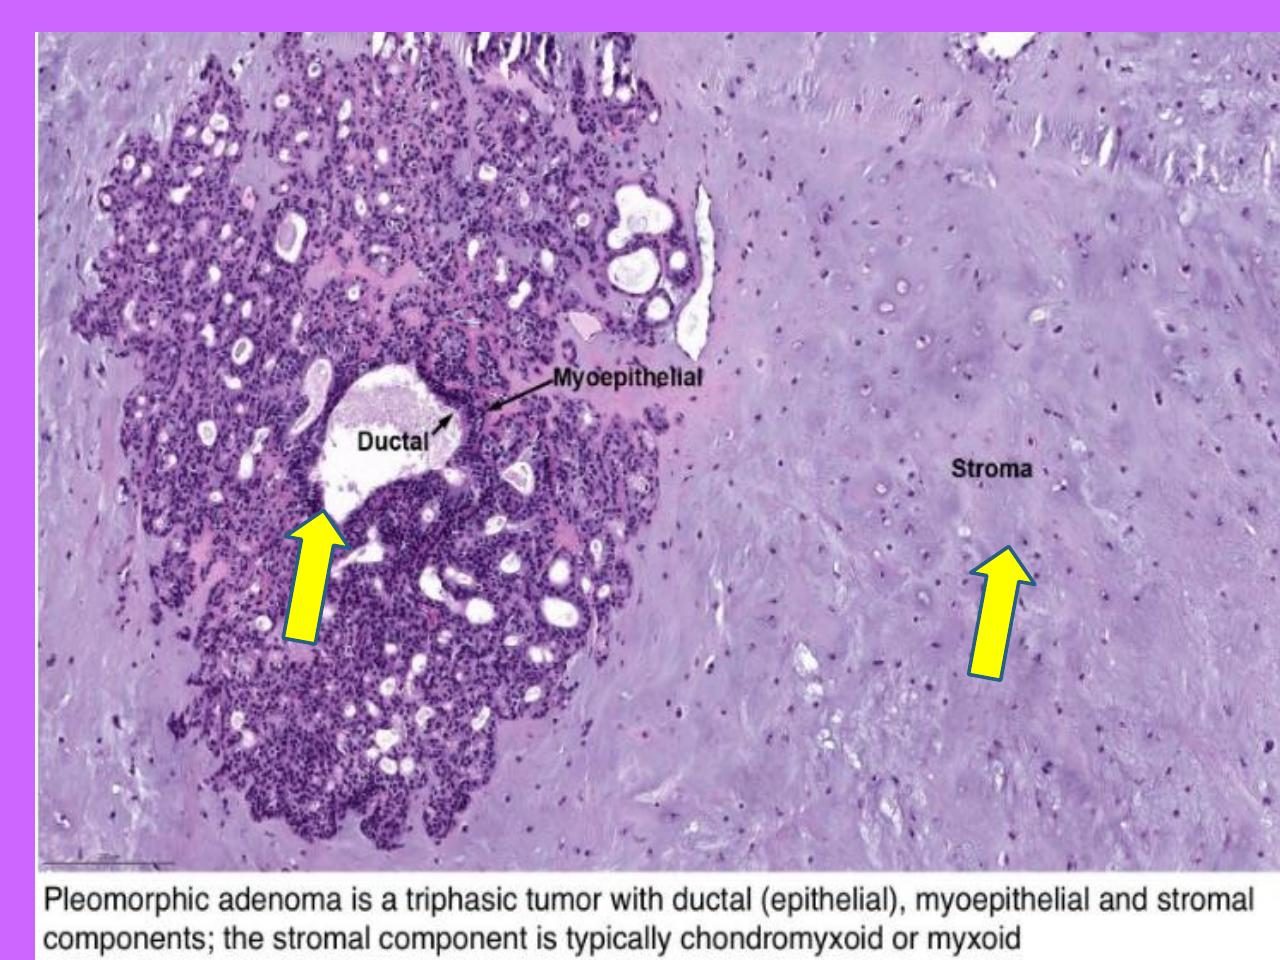 Myoepithelial
Ductal
Stroma
Pleomorphic adenoma is a triphasic tumor with ductal (epithelial), myoepithelial and stromal
components; the stromal component is typically chondromyxoid or myxoid